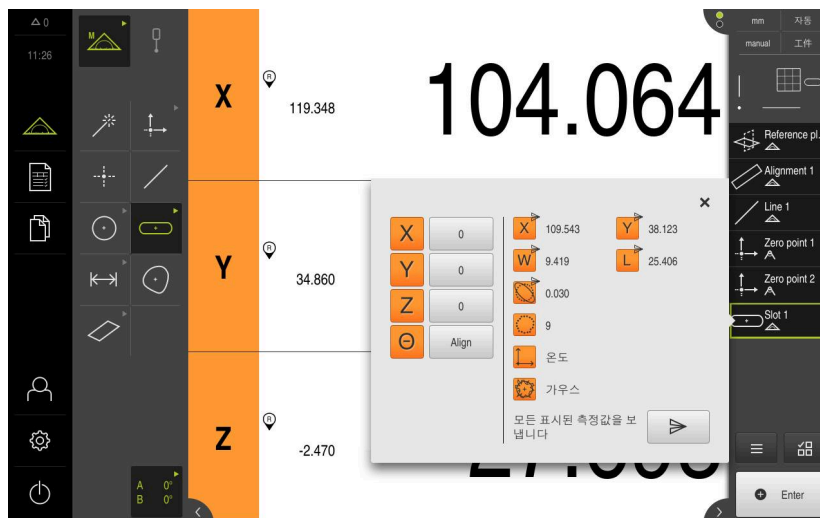 0
11:26
M
A 0°
B 0°
X
R
119.348
104.064
Y
R
34.860
Z
R
-2.470
X 0
Y 0
Z 0
Θ Align
X 109.543 Y 38.123
W 9.419 L 25.406
0.030
9
온도
가우스
모든 표시된 측정값을 보
냅니다
mm 자동
manual 工件
Reference pl.
Alignment 1
Line 1
Zero point 1
Zero point 2
Slot 1
Enter